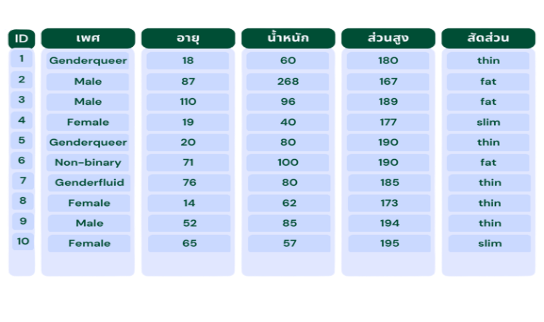 ID เพศ อายุ น้ำหนัก ส่วนสูง สัดส่วน
1 Genderqueer 18 60 180 thin
2 Male 87 268 167 fat
3 Male 110 96 189 fat
4 Female 19 40 177 slim
5 Genderqueer 20 80 190 thin
6 Non-binary 71 100 190 fat
7 Genderfluid 76 80 185 thin
8 Female 14 62 173 thin
9 Male 52 85 194 thin
10 Female 65 57 195 slim